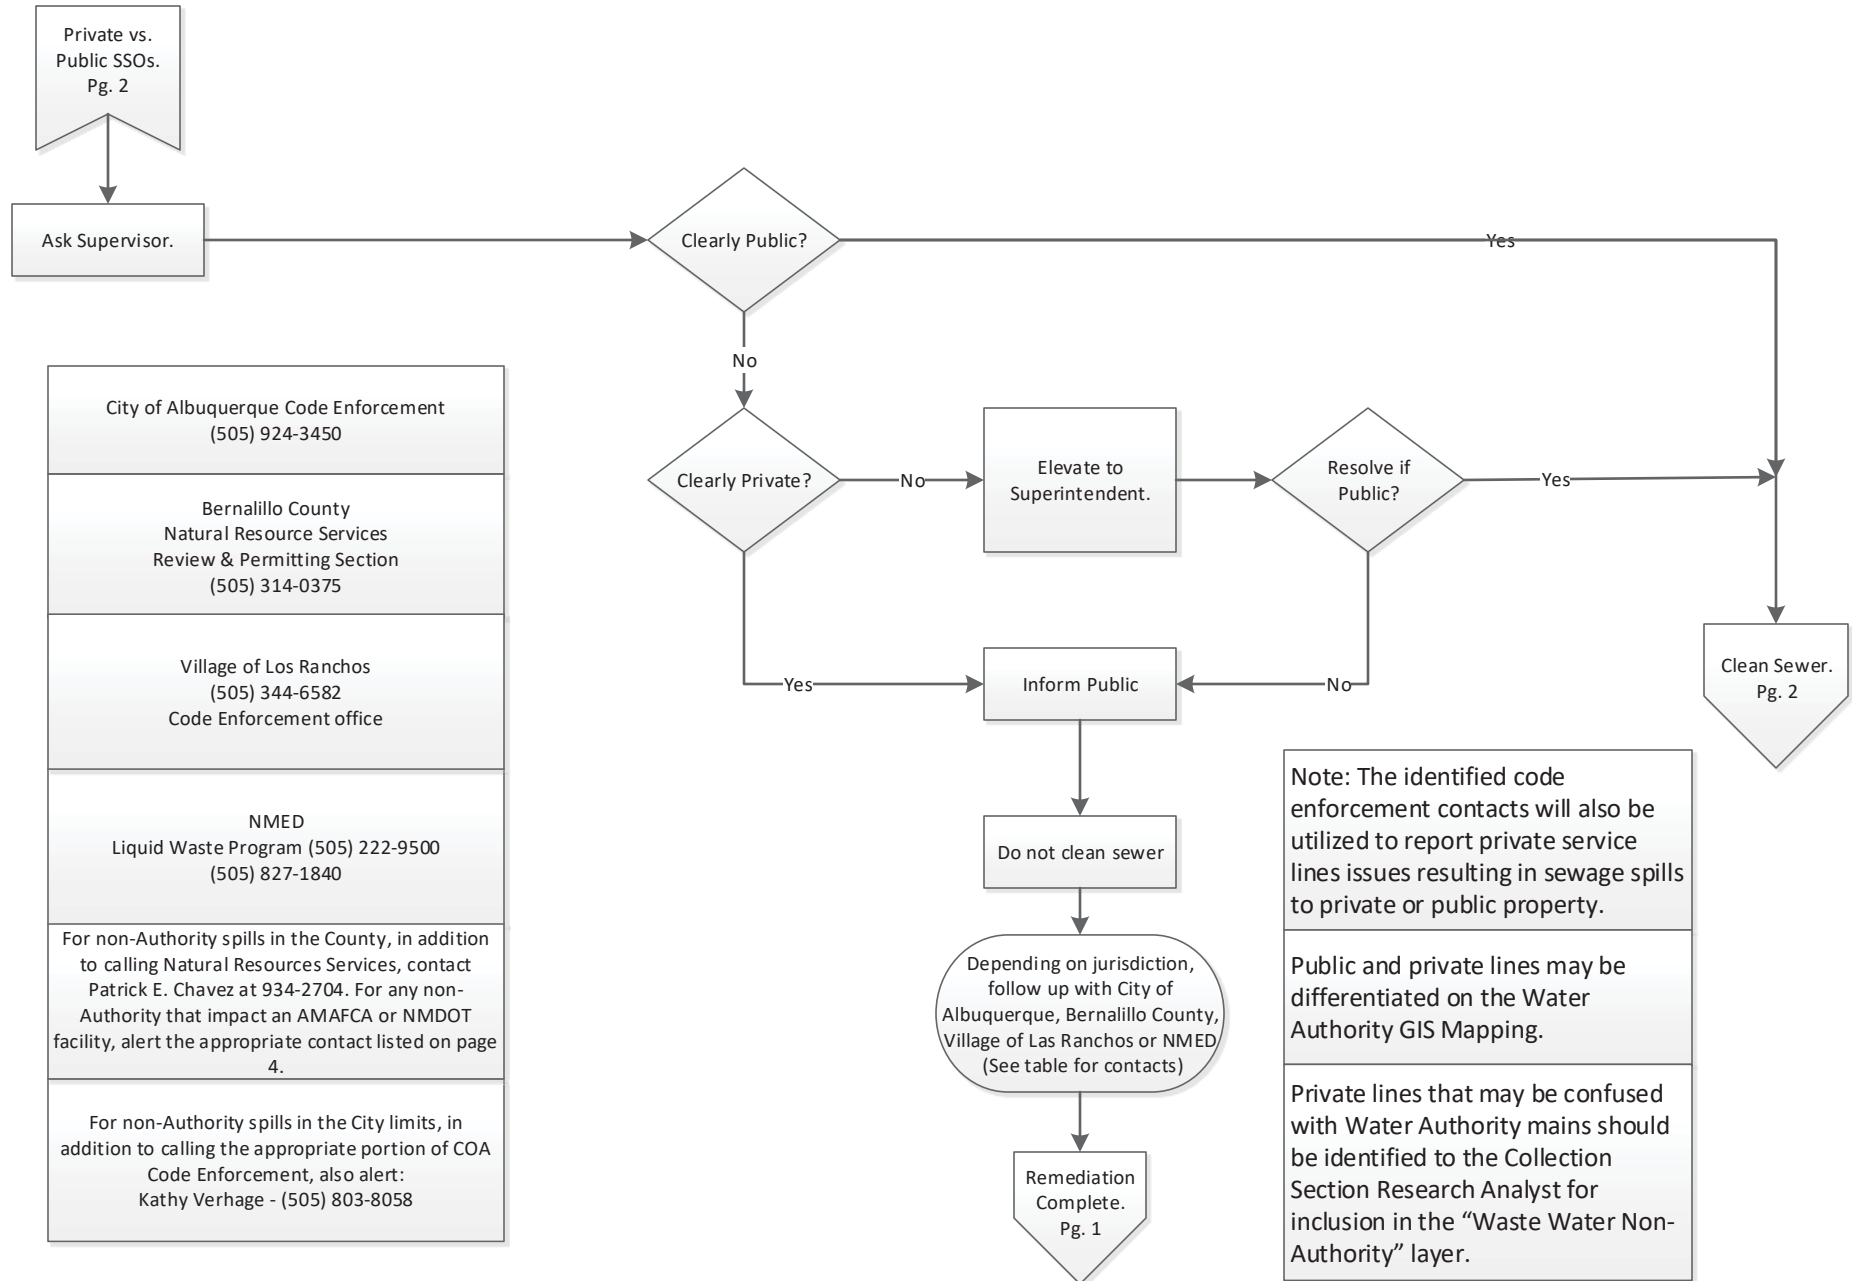 Private vs.
Public SSOs.
Pg. 2
Ask Supervisor.
Clearly Public?
Yes
No
Clearly Private?
No
Elevate to
Superintendent.
Resolve if
Public?
Yes
Yes
Inform Public
No
Clean Sewer.
Pg. 2
Do not clean sewer
Depending on jurisdiction,
follow up with City of
Albuquerque, Bernalillo County,
Village of Las Ranchos or NMED
(See table for contacts)
Remediation
Complete.
Pg. 1
City of Albuquerque Code Enforcement
(505) 924-3450
Bernalillo County
Natural Resource Services
Review & Permitting Section
(505) 314-0375
Village of Los Ranchos
(505) 344-6582
Code Enforcement office
NMED
Liquid Waste Program (505) 222-9500
(505) 827-1840
For non-Authority spills in the County, in addition
to calling Natural Resources Services, contact
Patrick E. Chavez at 934-2704. For any non-
Authority that impact an AMAFCA or NMDOT
facility, alert the appropriate contact listed on page
4.
For non-Authority spills in the City limits, in
addition to calling the appropriate portion of COA
Code Enforcement, also alert:
Kathy Verhage - (505) 803-8058
Note: The identified code
enforcement contacts will also be
utilized to report private service
lines issues resulting in sewage spills
to private or public property.
Public and private lines may be
differentiated on the Water
Authority GIS Mapping.
Private lines that may be confused
with Water Authority mains should
be identified to the Collection
Section Research Analyst for
inclusion in the “Waste Water Non-
Authority” layer.